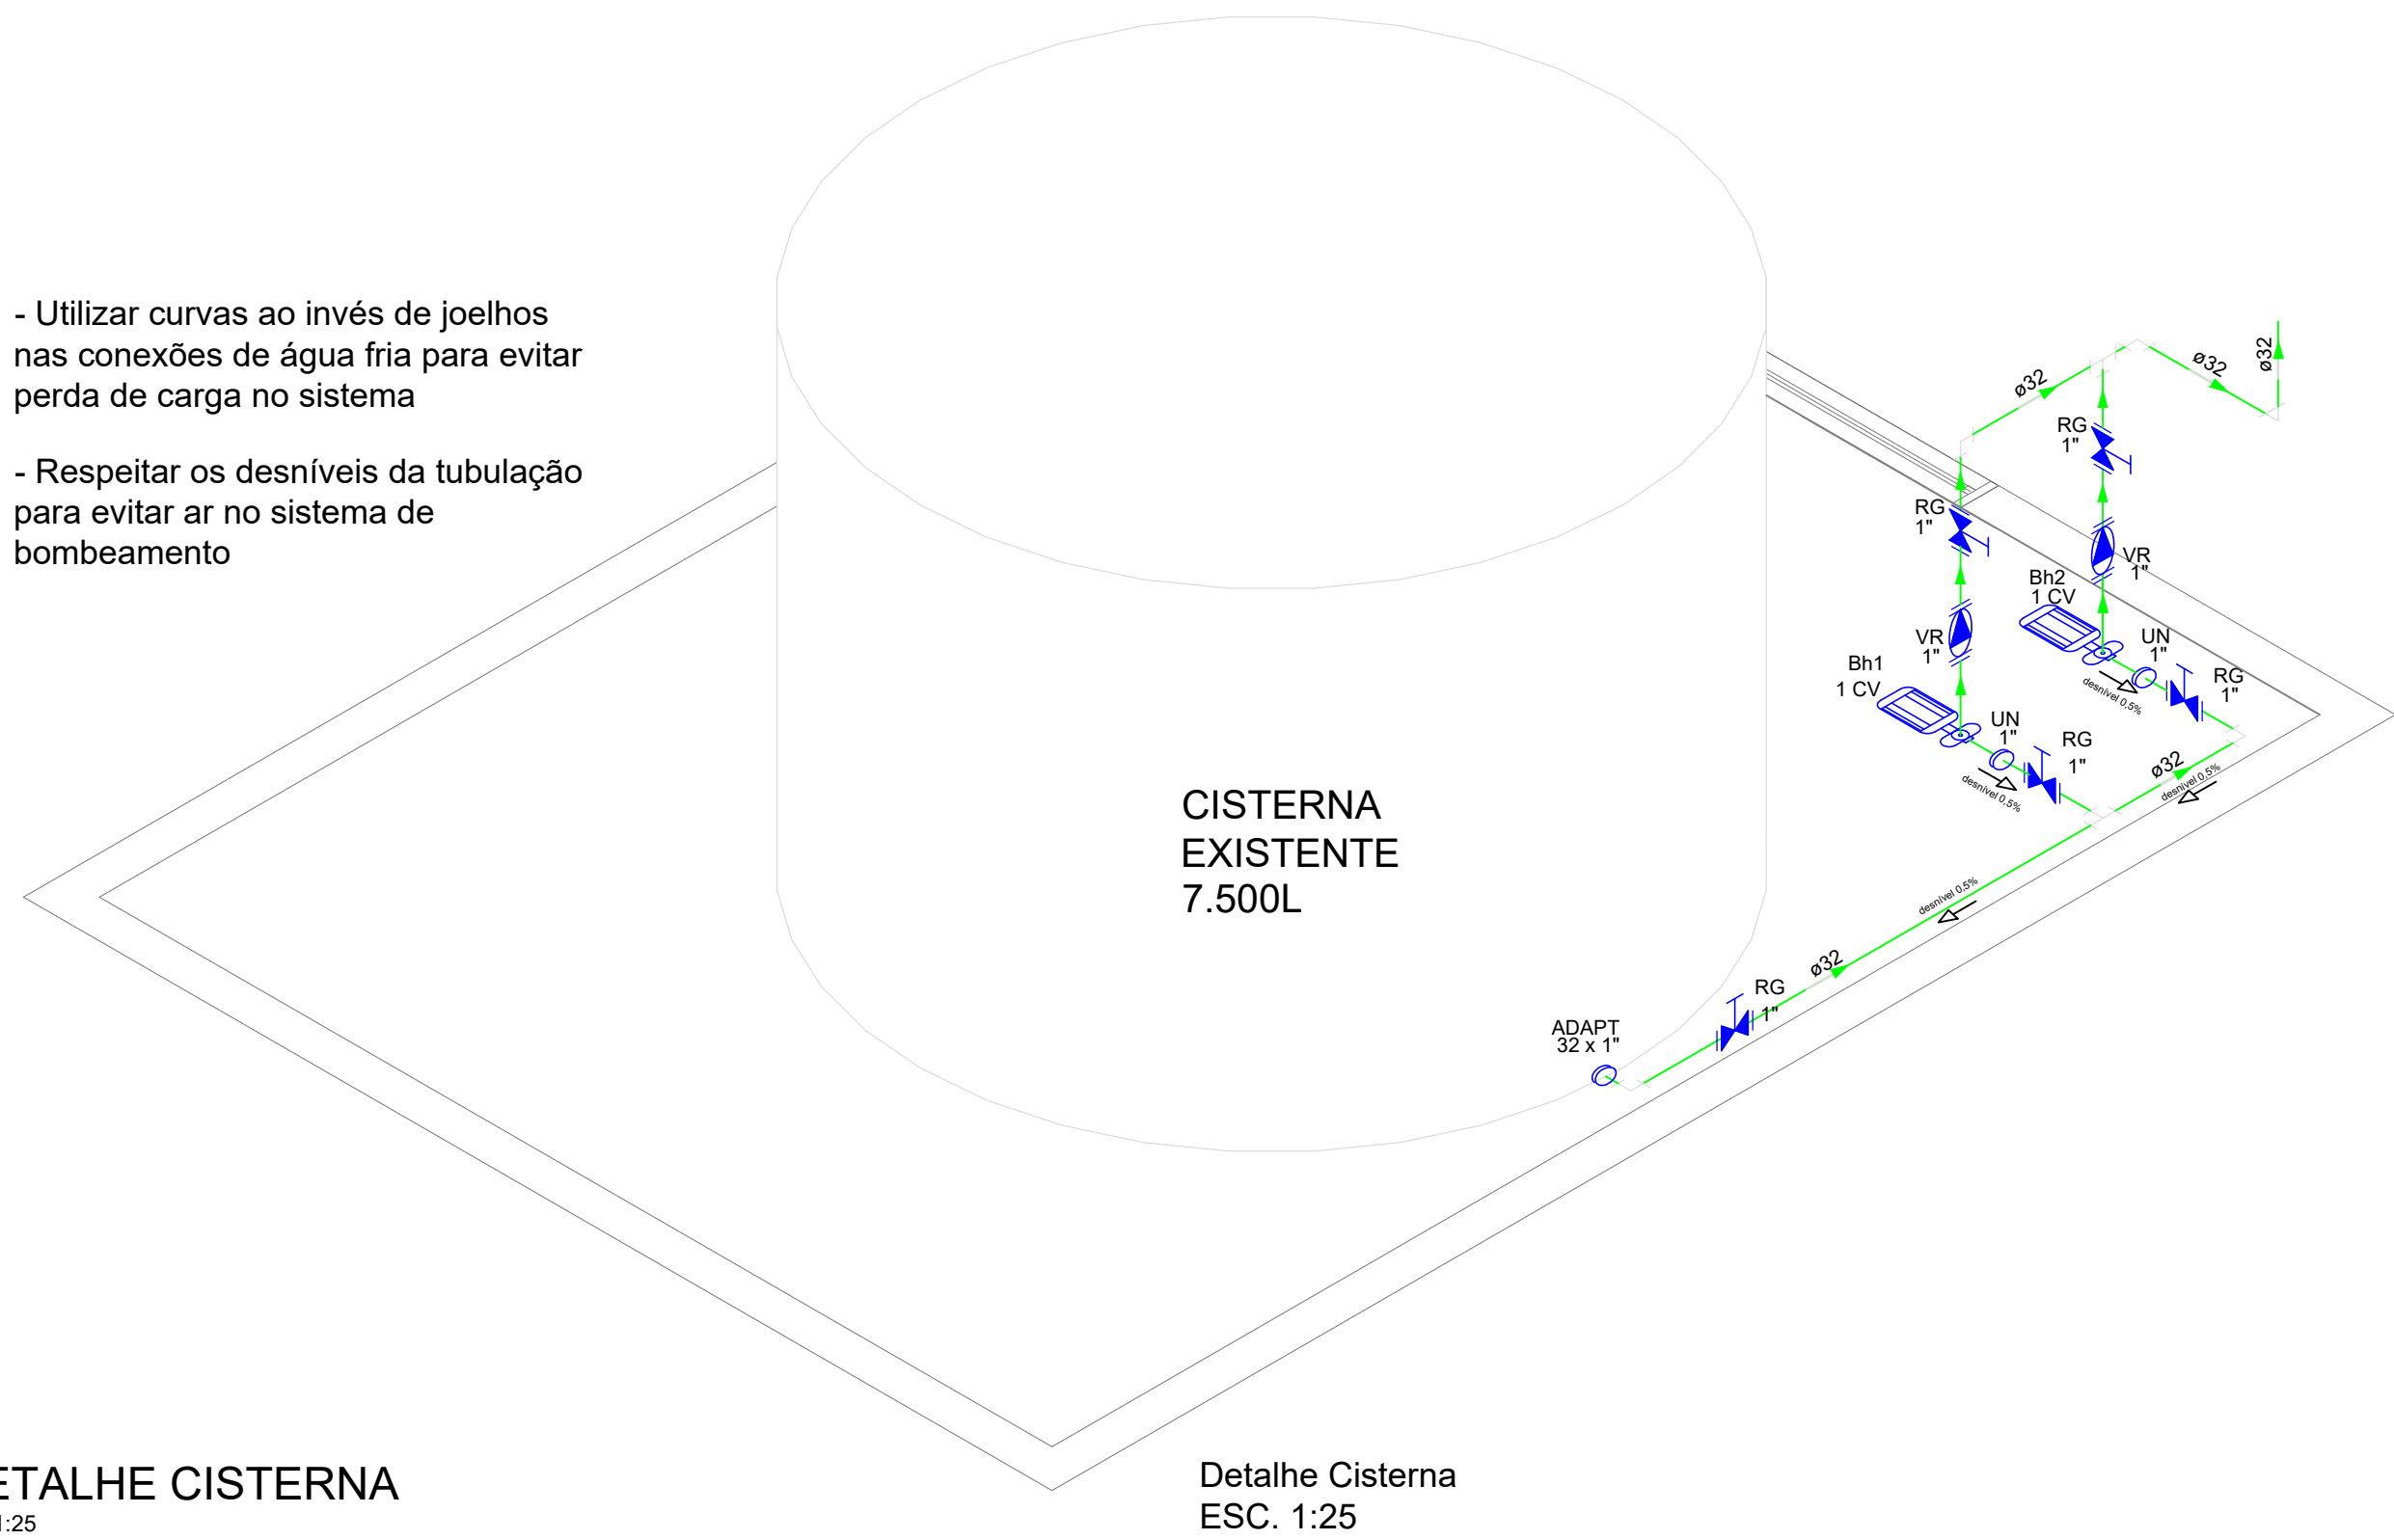 - Utilizar curvas ao invés de joelhos
nas conexões de água fria para evitar
perda de carga no sistema
- Respeitar os desníveis da tubulação
para evitar ar no sistema de
bombeamento
ø32
ø32
ø32
RG
1"
RG
1"
VR
1"
Bh2
1 CV
VR
1"
UN
1"
RG
1"
desnível 0,5%
Bh1
1 CV
UN
1"
RG
1"
desnível 0,5%
ø32
desnível 0,5%
CISTERNA
EXISTENTE
7.500L
desnível 0,5%
ø32
RG
1"
ADAPT
32 x 1"
ETALHE CISTERNA
1:25
Detalhe Cisterna
ESC. 1:25